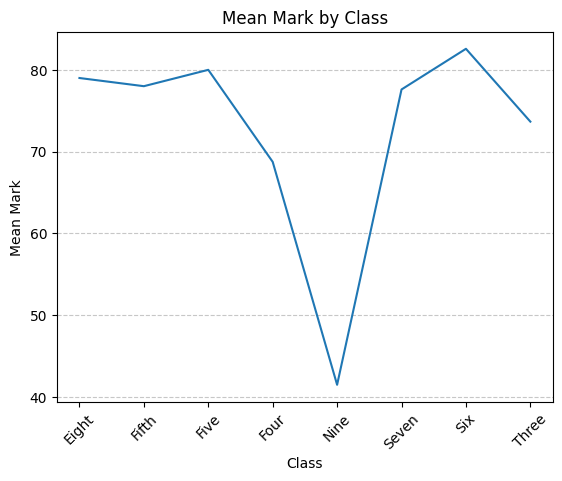 Mean Mark by Class
Mean Mark
80
70
60
50
40
Eight
Fifth
Five
Four
Nine
Seven
Six
Three
Class